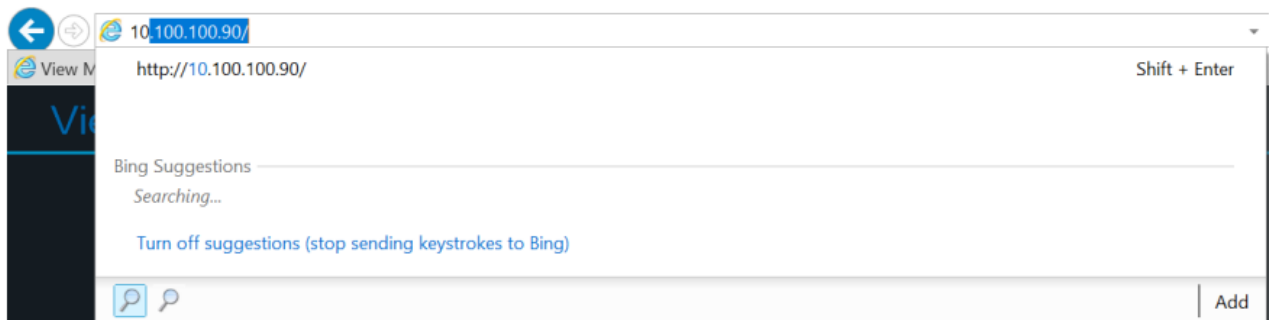 10.100.100.90/
View M
http://10.100.100.90/ Shift + Enter
Vie
Bing Suggestions
Searching...
Turn off suggestions (stop sending keystrokes to Bing)
Add